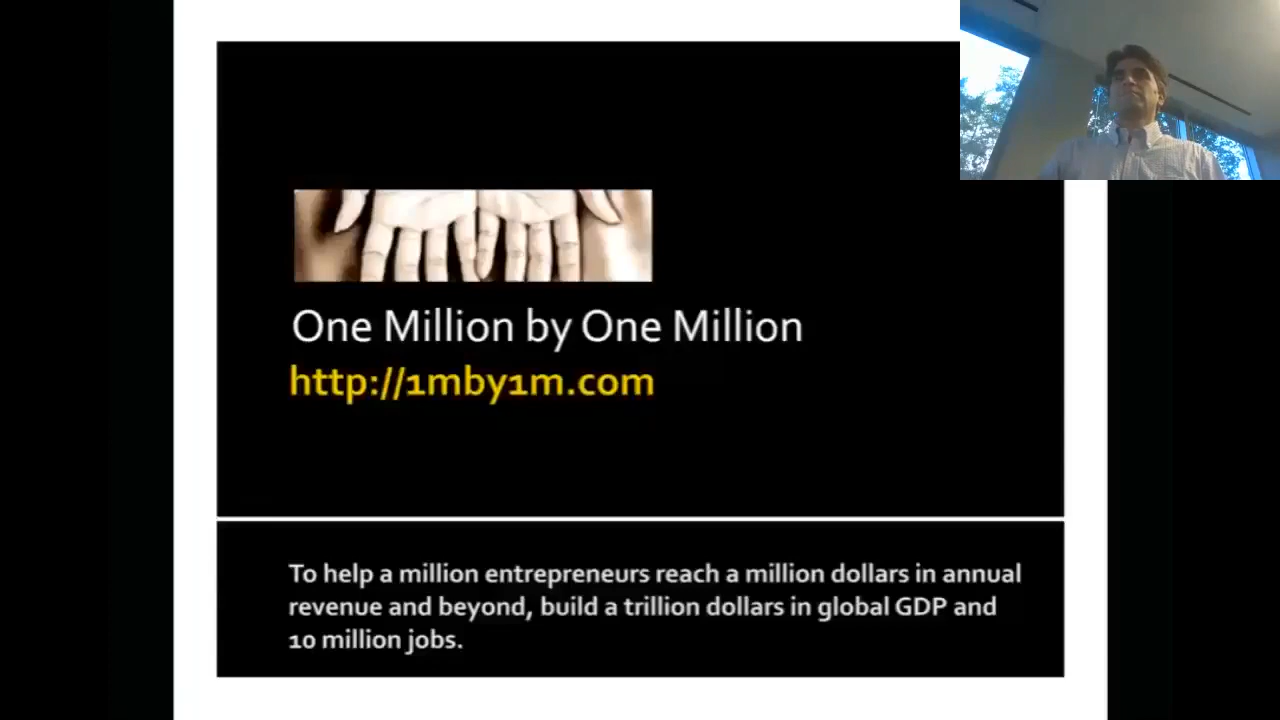 One Million by One Million
http://1mby1m.com
To help a million entrepreneurs reach a million dollars in annual
revenue and beyond, build a trillion dollars in global GDP and
10 million jobs.